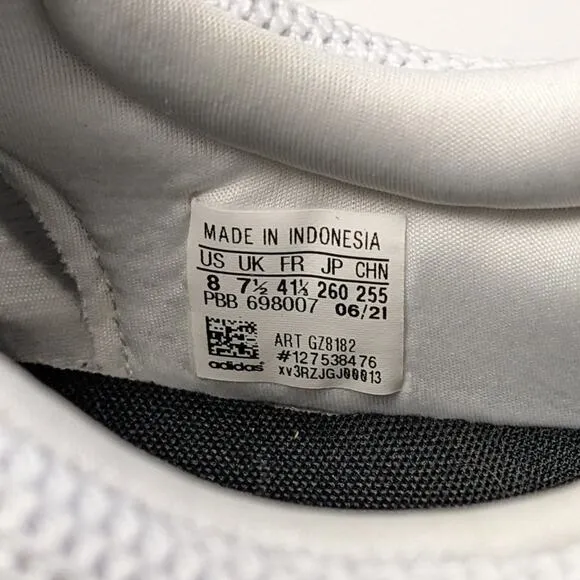 MADE IN INDONESIA
US UK FR JP CHN
8 7½ 41⅓ 260 255
PBB 698007 06/21
ART GZ8182
#127538476
adidas xv3RZJGJ00013